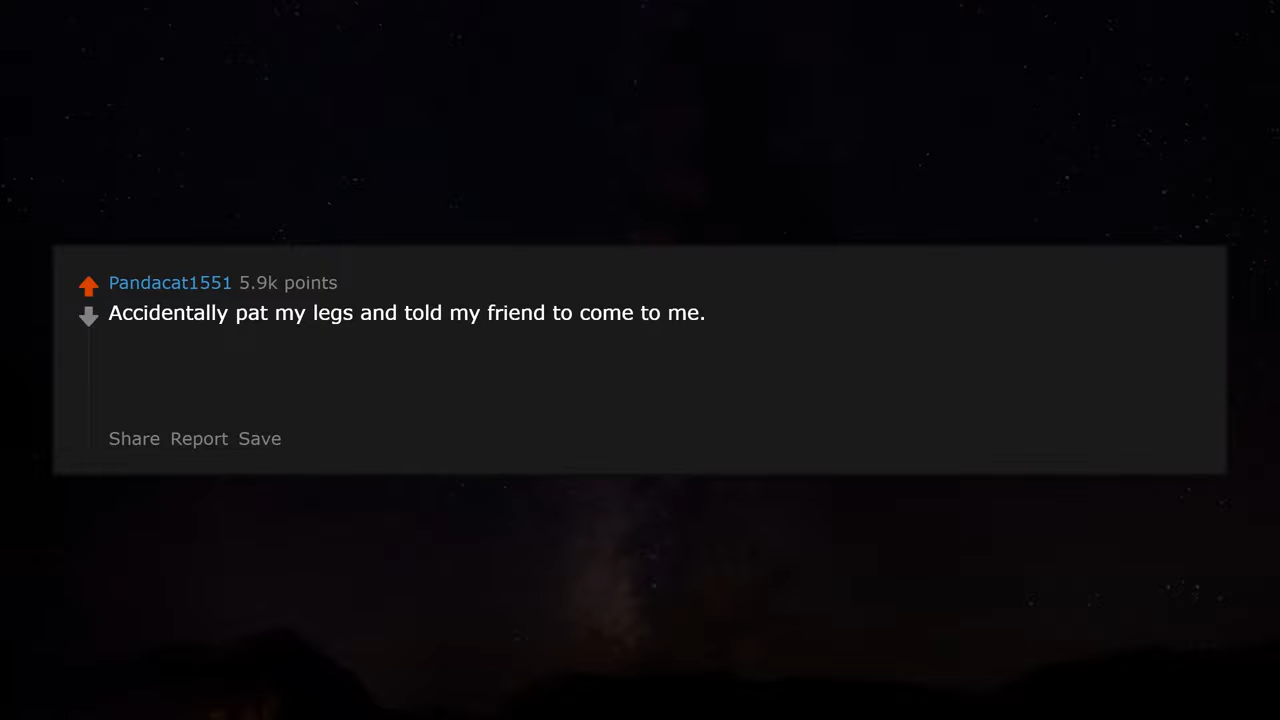 Pandacat1551 5.9k points
Accidentally pat my legs and told my friend to come to me.
Share Report Save